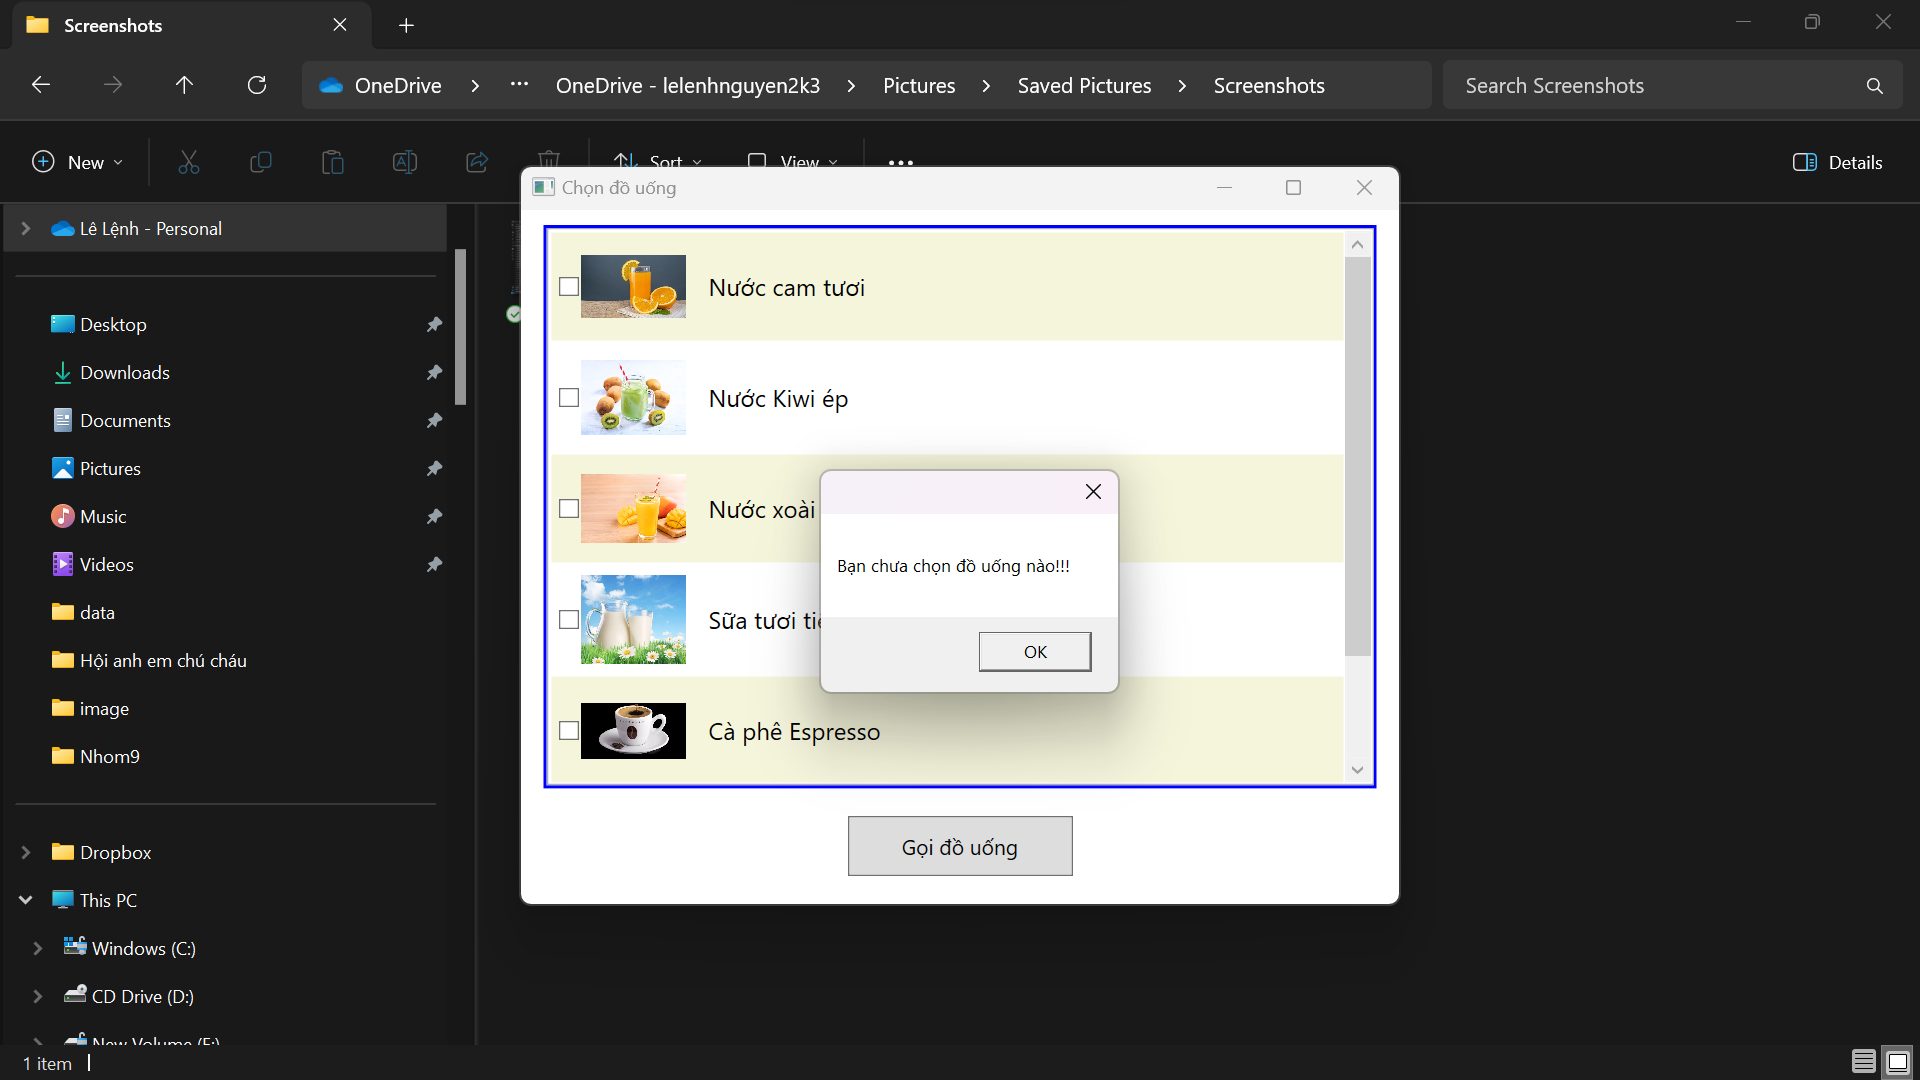 Screenshots
OneDrive
OneDrive - lelenhnguyen2k3
Pictures
Saved Pictures
Screenshots
Search Screenshots
New
Sort
View
Details
Lê Lệnh - Personal
Desktop
Downloads
Documents
Pictures
Music
Videos
data
Hội anh em chú cháu
image
Nhom9
Dropbox
This PC
Windows (C:)
CD Drive (D:)
New Volume (E:)
1 item
Chọn đồ uống
Nước cam tươi
Nước Kiwi ép
Nước xoài
Sữa tươi
Cà phê Espresso
Bạn chưa chọn đồ uống nào!!!
OK
Gọi đồ uống